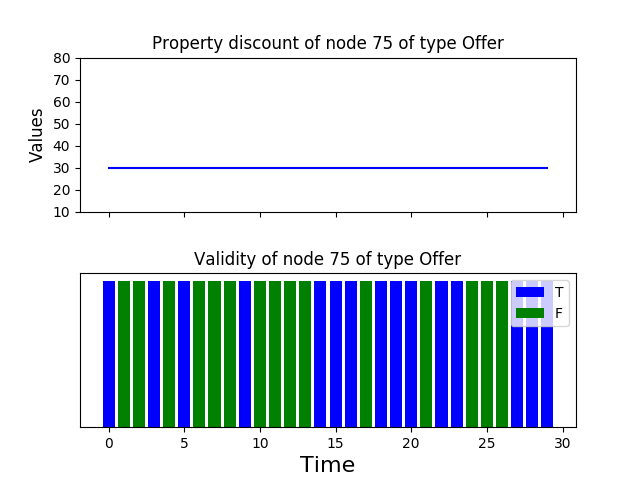 Property discount of node 75 of type Offer
80
70
60
50
40
30
20
10
Values
Validity of node 75 of type Offer
T
F
0 5 10 15 20 25 30
Time